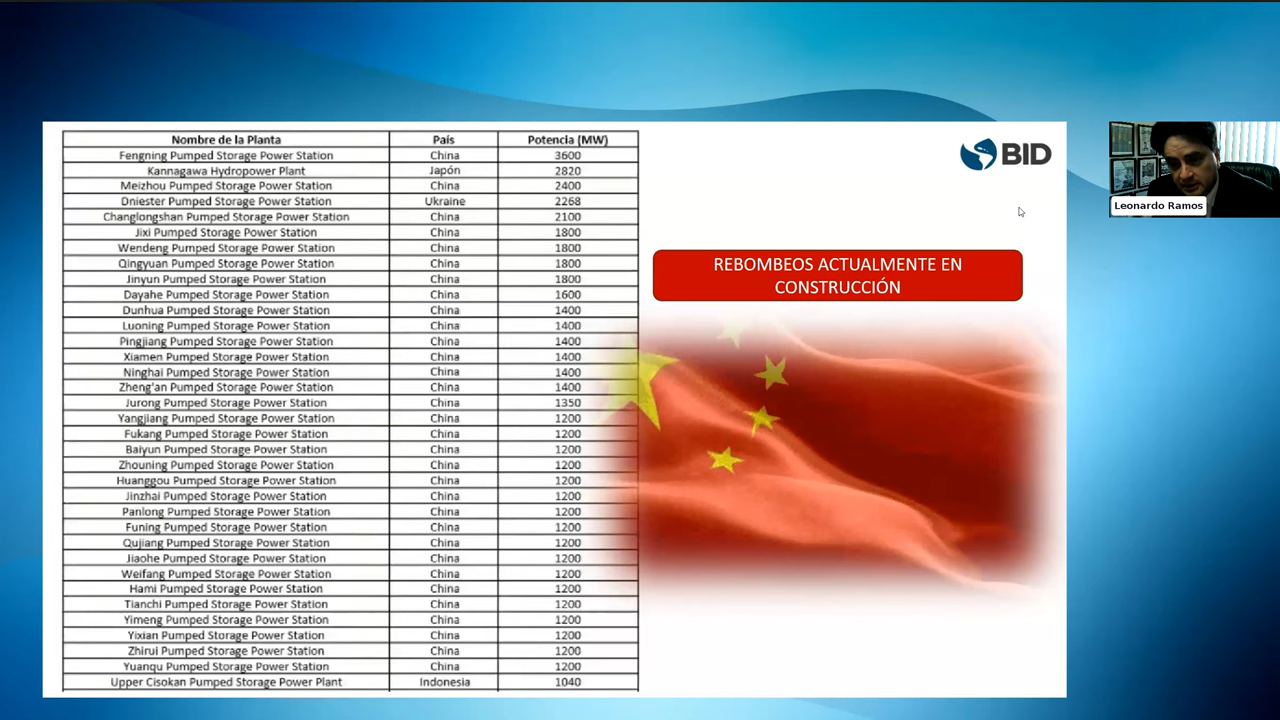 Nombre de la Planta País Potencia (MW)
Fengning Pumped Storage Power Station China 3600
Kannagawa Hydropower Plant Japón 2820
Meizhou Pumped Storage Power Station China 2400
Dniester Pumped Storage Power Station Ukraine 2268
Changlongshan Pumped Storage Power Station China 2100
Jixi Pumped Storage Power Station China 1800
Wendeng Pumped Storage Power Station China 1800
Qingyuan Pumped Storage Power Station China 1800
Jinyun Pumped Storage Power Station China 1800
Dayahe Pumped Storage Power Station China 1600
Dunhua Pumped Storage Power Station China 1400
Luoning Pumped Storage Power Station China 1400
Pingjiang Pumped Storage Power Station China 1400
Xiamen Pumped Storage Power Station China 1400
Ninghai Pumped Storage Power Station China 1400
Zheng'an Pumped Storage Power Station China 1400
Jurong Pumped Storage Power Station China 1350
Yangjiang Pumped Storage Power Station China 1200
Fukang Pumped Storage Power Station China 1200
Baiyun Pumped Storage Power Station China 1200
Zhouning Pumped Storage Power Station China 1200
Huanggou Pumped Storage Power Station China 1200
Jinzhai Pumped Storage Power Station China 1200
Panlong Pumped Storage Power Station China 1200
Funing Pumped Storage Power Station China 1200
Qujiang Pumped Storage Power Station China 1200
Jiaohe Pumped Storage Power Station China 1200
Weifang Pumped Storage Power Station China 1200
Hami Pumped Storage Power Station China 1200
Tianchi Pumped Storage Power Station China 1200
Yimeng Pumped Storage Power Station China 1200
Yixian Pumped Storage Power Station China 1200
Zhirui Pumped Storage Power Station China 1200
Yuanqu Pumped Storage Power Station China 1200
Upper Cisokan Pumped Storage Power Plant Indonesia 1040
BID
REBOMBEOS ACTUALMENTE EN
CONSTRUCCIÓN
Leonardo Ramos